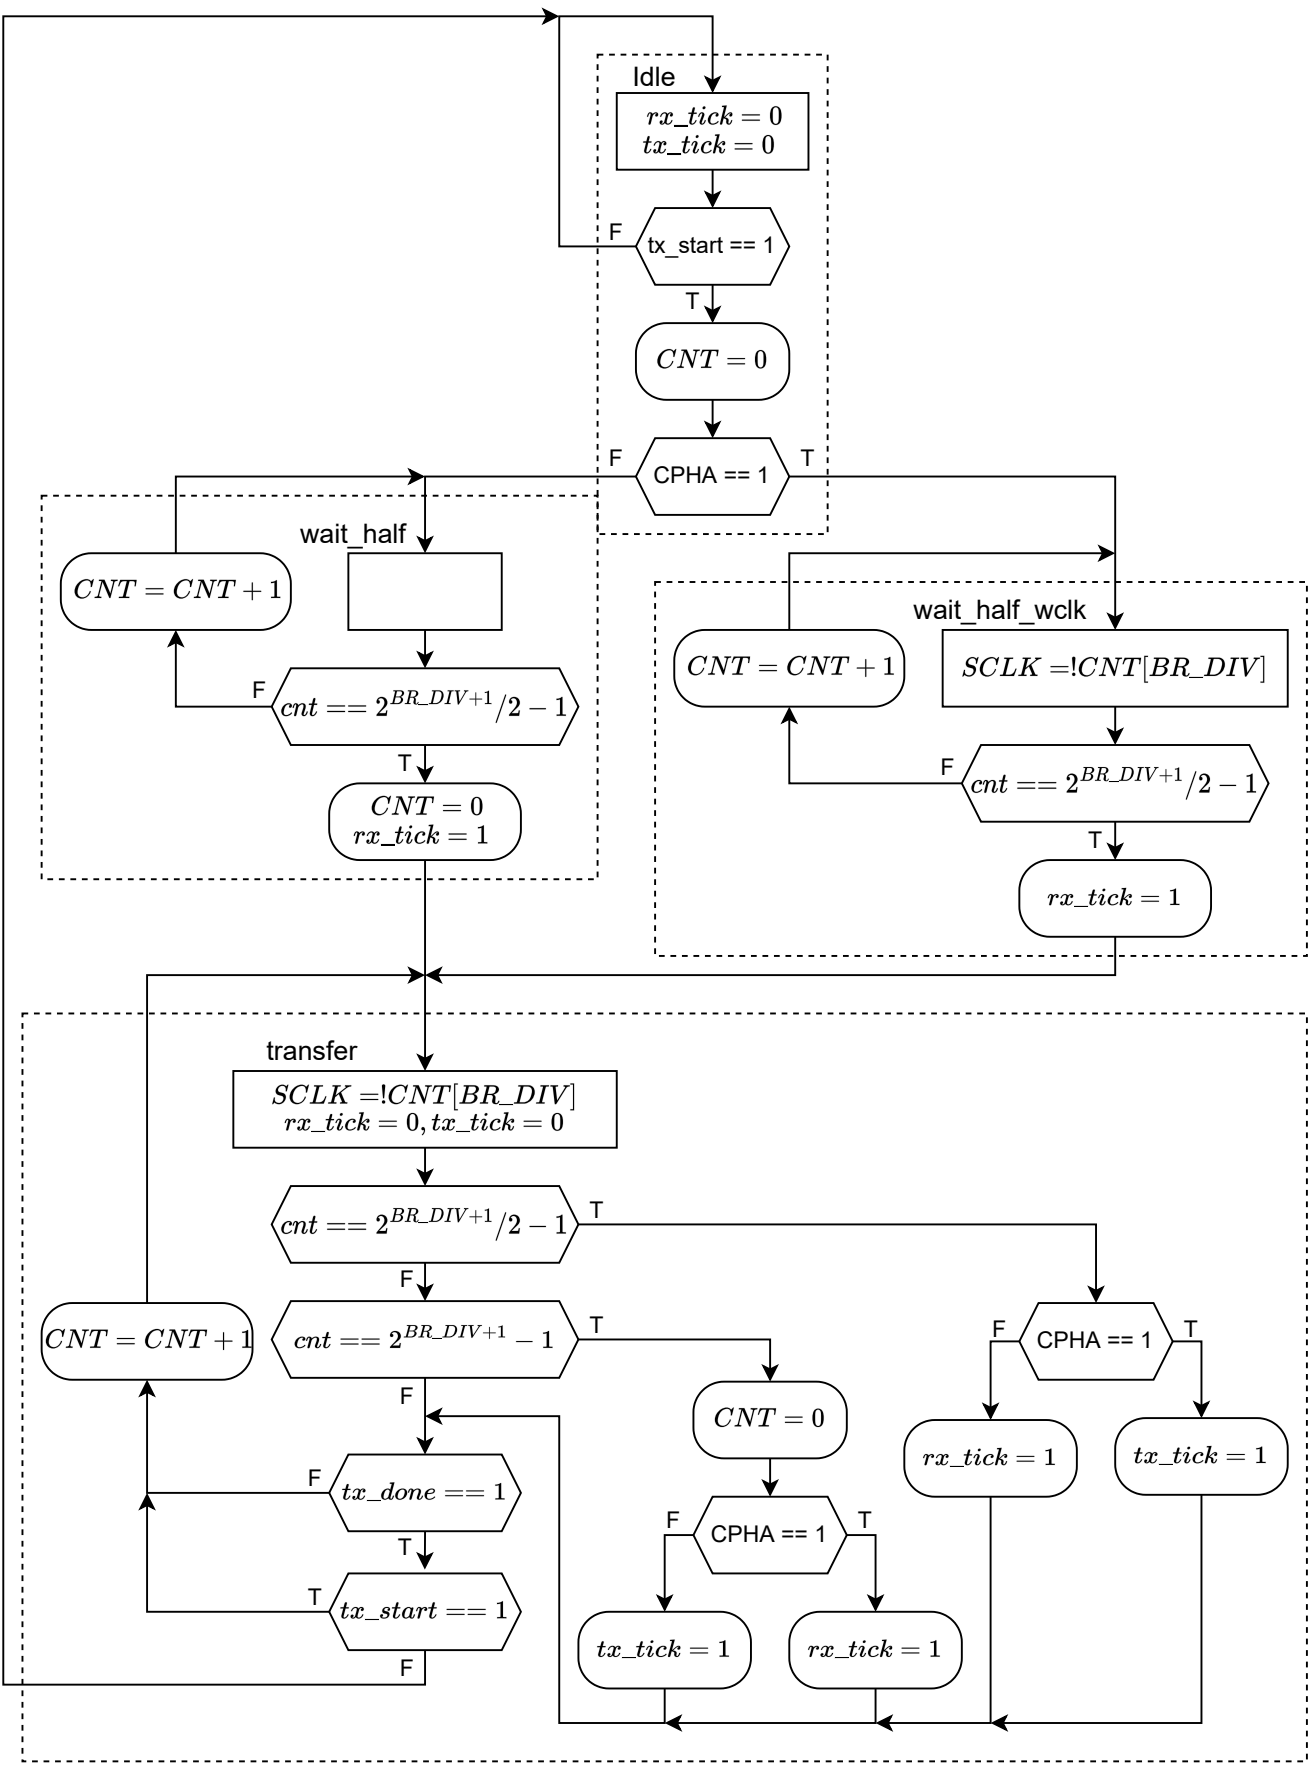 Idle
rx_tick = 0
tx_tick = 0
F
tx_start == 1
T
CNT = 0
F
CPHA == 1
T
wait_half
CNT = CNT + 1
F
cnt == 2^{BR_DIV+1}/2 − 1
T
CNT = 0
rx_tick = 1
wait_half_wclk
CNT = CNT + 1
SCLK =!CNT[BR_DIV]
F
cnt == 2^{BR_DIV+1}/2 − 1
T
rx_tick = 1
transfer
SCLK =!CNT[BR_DIV]
rx_tick = 0, tx_tick = 0
cnt == 2^{BR_DIV+1}/2 − 1
T
F
CNT = CNT + 1
cnt == 2^{BR_DIV+1} − 1
T
F
F
CPHA == 1
T
CNT = 0
rx_tick = 1
tx_tick = 1
F
tx_done == 1
T
F
CPHA == 1
T
T
tx_start == 1
F
tx_tick = 1
rx_tick = 1